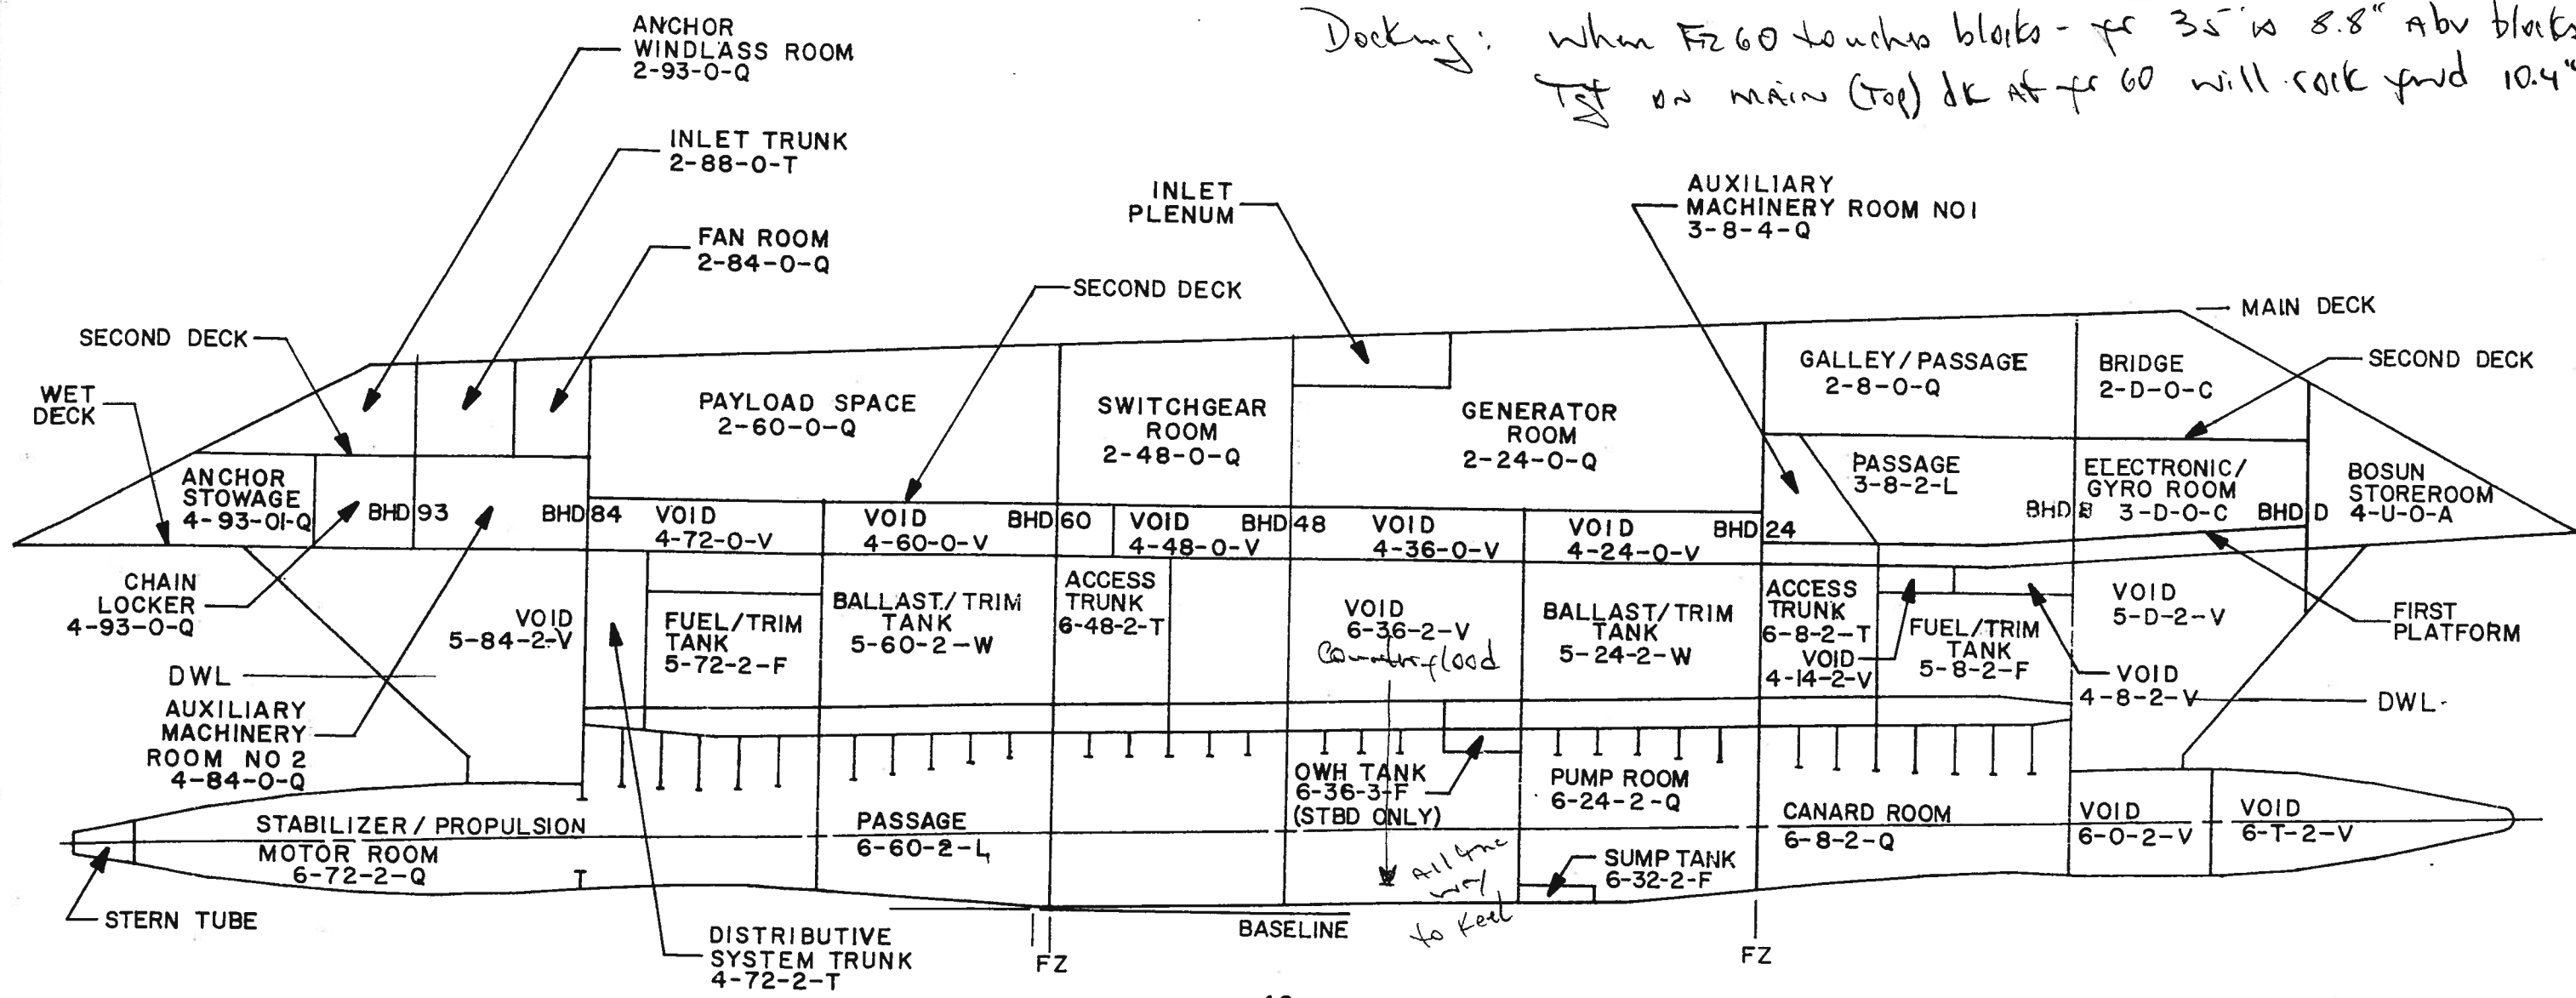 Docking: When Fr 60 touches blocks - fr 35 is 8.8" Abv blocks
Tgt on main (Top) dk At fr 60 will rock fwd 10.4"
ANCHOR
WINDLASS ROOM
2-93-0-Q
INLET TRUNK
2-88-0-T
FAN ROOM
2-84-0-Q
INLET
PLENUM
AUXILIARY
MACHINERY ROOM NO1
3-8-4-Q
SECOND DECK
MAIN DECK
SECOND DECK
SECOND DECK
WET
DECK
PAYLOAD SPACE
2-60-0-Q
SWITCHGEAR
ROOM
2-48-0-Q
GENERATOR
ROOM
2-24-0-Q
GALLEY/PASSAGE
2-8-0-Q
BRIDGE
2-D-0-C
ANCHOR
STOWAGE
4-93-01-Q
BHD 93
BHD 84
VOID
4-72-0-V
VOID
4-60-0-V
BHD 60
VOID
4-48-0-V
BHD 48
VOID
4-36-0-V
VOID
4-24-0-V
BHD 24
PASSAGE
3-8-2-L
ELECTRONIC/
GYRO ROOM
3-D-0-C
BHD 8
BHD D
BOSUN
STOREROOM
4-U-0-A
CHAIN
LOCKER
4-93-0-Q
VOID
5-84-2-V
FUEL/TRIM
TANK
5-72-2-F
BALLAST/TRIM
TANK
5-60-2-W
ACCESS
TRUNK
6-48-2-T
VOID
6-36-2-V
Counterflood
BALLAST/TRIM
TANK
5-24-2-W
ACCESS
TRUNK
6-8-2-T
VOID
4-14-2-V
FUEL/TRIM
TANK
5-8-2-F
VOID
5-D-2-V
FIRST
PLATFORM
VOID
4-8-2-V
DWL
DWL
AUXILIARY
MACHINERY
ROOM NO 2
4-84-0-Q
STABILIZER/PROPULSION
MOTOR ROOM
6-72-2-Q
PASSAGE
6-60-2-L
OWH TANK
6-36-3-F
(STBD ONLY)
PUMP ROOM
6-24-2-Q
CANARD ROOM
6-8-2-Q
VOID
6-0-2-V
VOID
6-T-2-V
SUMP TANK
6-32-2-F
All
way
to Keel
STERN TUBE
DISTRIBUTIVE
SYSTEM TRUNK
4-72-2-T
BASELINE
FZ
FZ